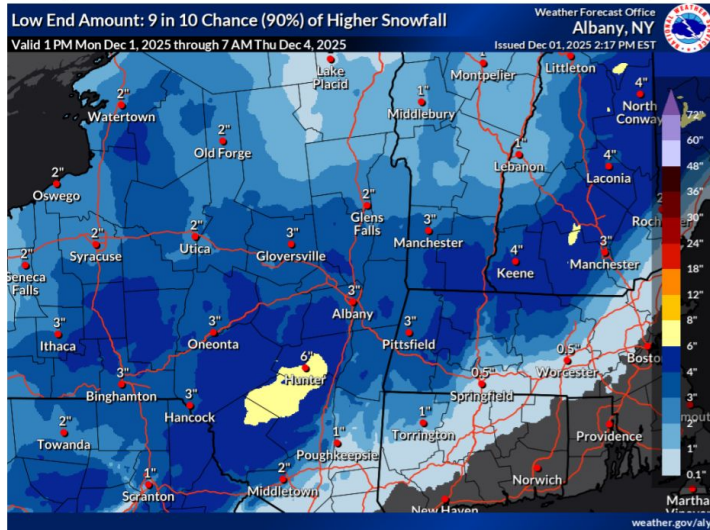 Low End Amount: 9 in 10 Chance (90%) of Higher Snowfall
Weather Forecast Office
Albany, NY
Valid 1 PM Mon Dec 1, 2025 through 7 AM Thu Dec 4, 2025
Issued Dec 01, 2025 2:17 PM EST
NATIONAL WEATHER SERVICE
Lake
Placid
1"
Montpelier
Littleton
2"
Watertown
1"
Middlebury
4"
North
Conway
2"
Old Forge
1"
Lebanon
4"
Laconia
2"
Oswego
2"
Glens
Falls
2"
Syracuse
2"
Utica
3"
Gloversville
3"
Manchester
4"
Keene
3"
Manchester
2"
Seneca
Falls
3"
Albany
3"
Ithaca
3"
Oneonta
3"
Pittsfield
6"
Hunter
0.5"
Springfield
0.5"
Worcester
3"
Binghamton
3"
Hancock
2"
Towanda
1"
Poughkeepsie
1"
Torrington
Providence
1"
Scranton
2"
Middletown
Norwich
New Haven
Martha
72"
60"
48"
36"
30"
24"
18"
12"
8"
6"
4"
3"
2"
1"
0.1"
weather.gov/aly